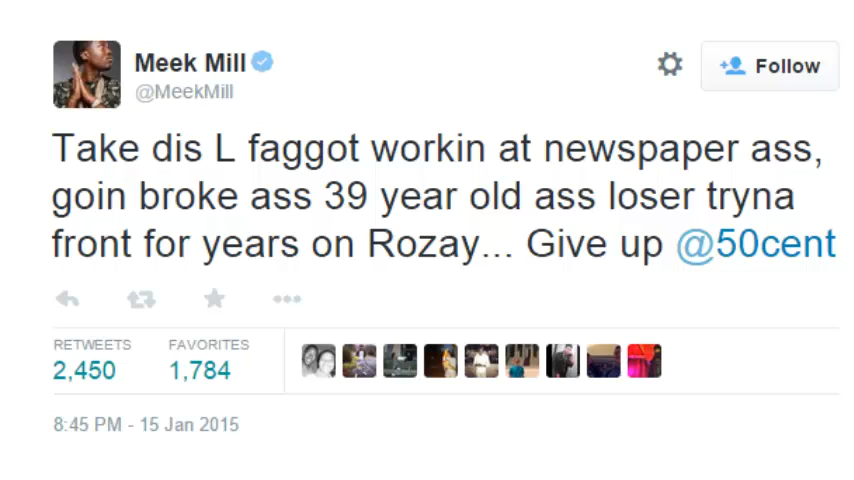 Meek Mill
@MeekMill
Follow
Take dis L faggot workin at newspaper ass,
goin broke ass 39 year old ass loser tryna
front for years on Rozay... Give up @50cent
RETWEETS FAVORITES
2,450 1,784
8:45 PM - 15 Jan 2015